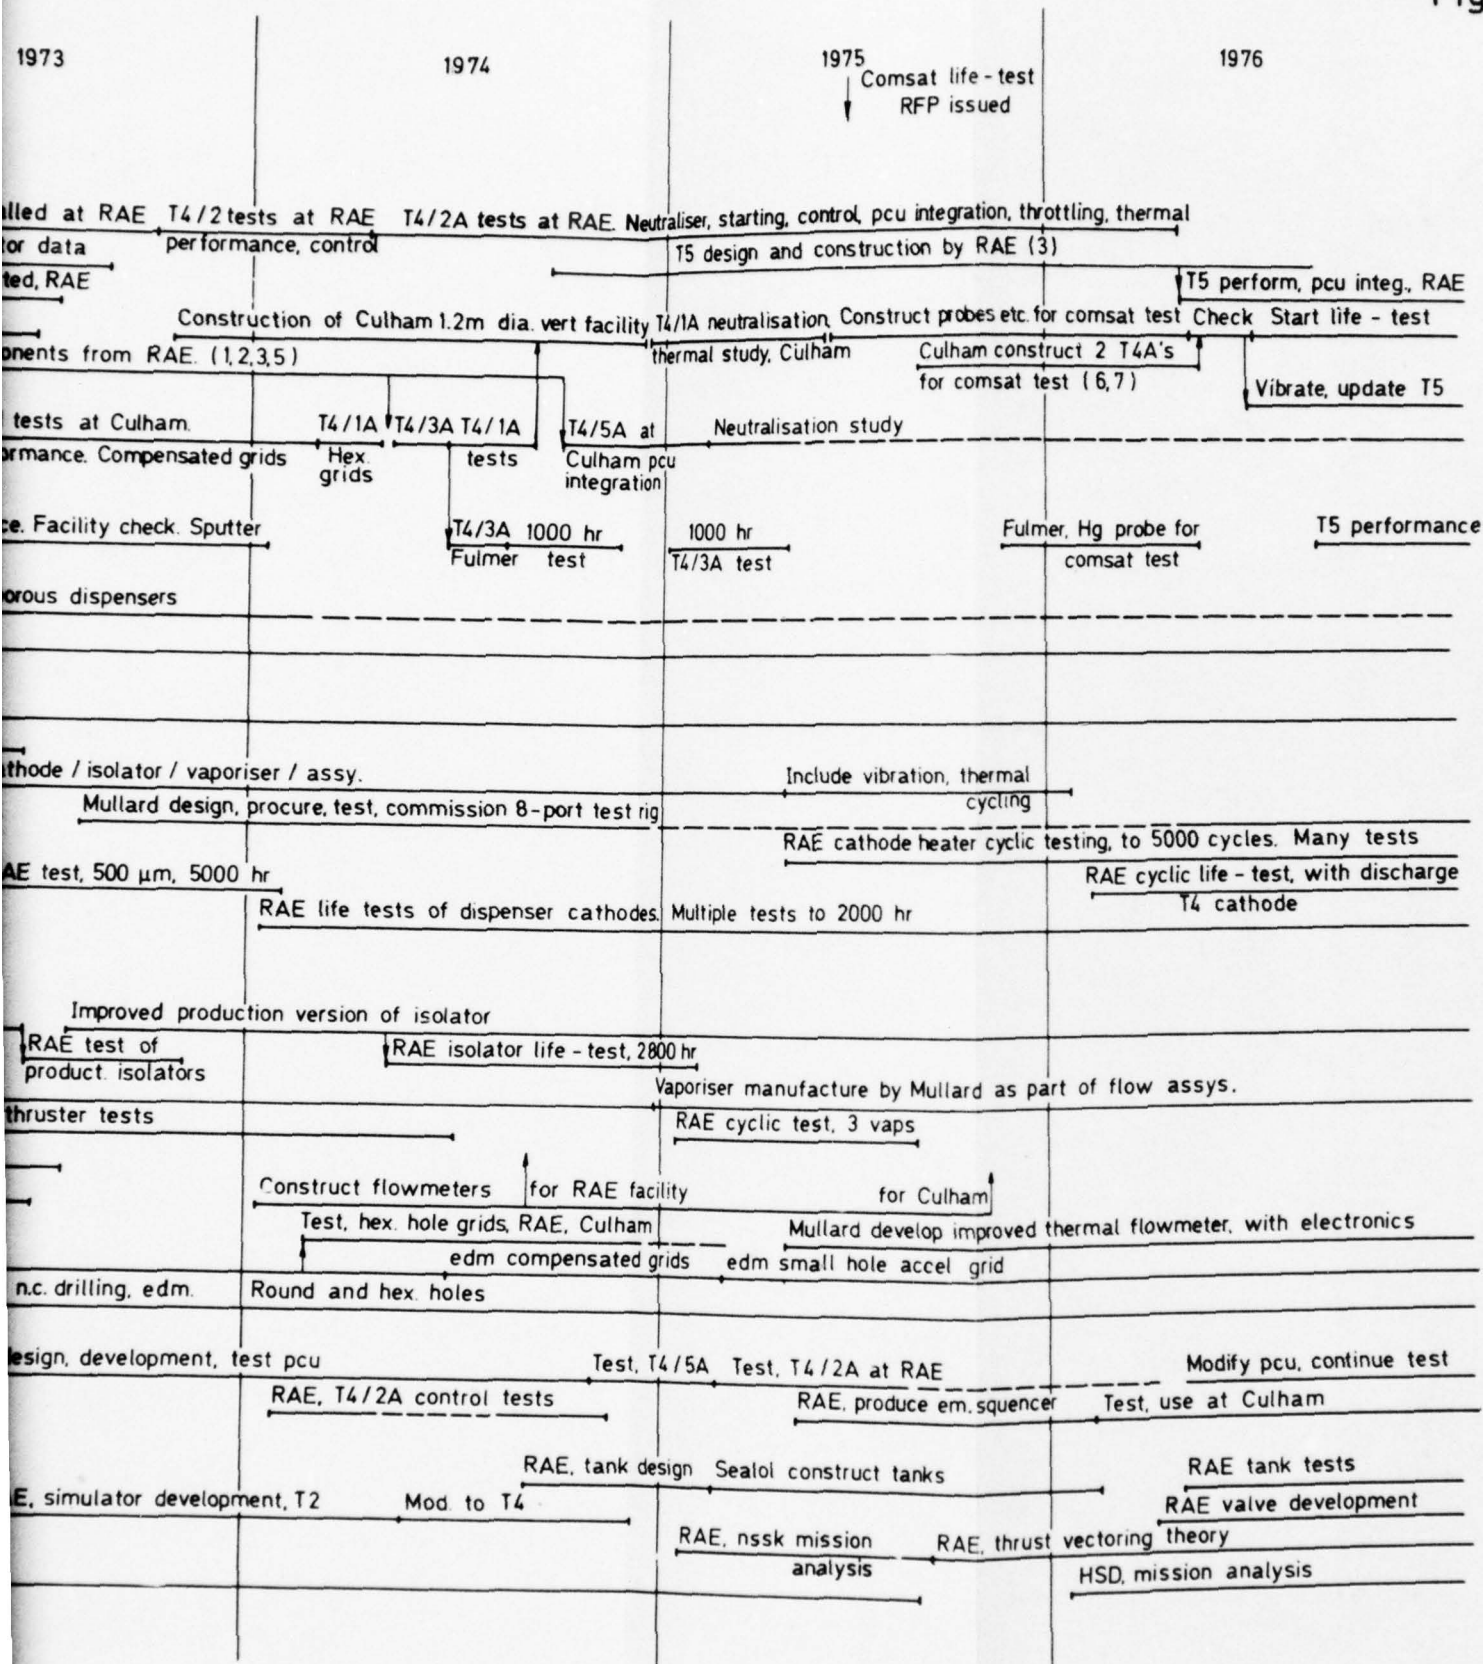 1973
1974
1975
1976
Comsat life - test
RFP issued
at RAE
T4/2 tests at RAE
T4/2A tests at RAE. Neutraliser, starting, control, pcu integration, throttling, thermal
data
performance, control
T5 design and construction by RAE (3)
RAE
T5 perform, pcu integ., RAE
Construction of Culham 1.2m dia. vert facility
T4/1A neutralisation,
Construct probes etc. for comsat test
Check
Start life - test
from RAE. (1,2,3,5)
thermal study, Culham
Culham construct 2 T4A's
for comsat test (6,7)
Vibrate, update T5
tests at Culham.
T4/1A
T4/3A
T4/1A
T4/5A at
Neutralisation study
Compensated grids
Hex.
grids
tests
Culham pcu
integration
Facility check. Sputter
T4/3A
1000 hr
1000 hr
Fulmer, Hg probe for
T5 performance
Fulmer
test
T4/3A test
comsat test
dispensers
/ isolator / vaporiser / assy.
Include vibration, thermal
cycling
Mullard design, procure, test, commission 8-port test rig
RAE cathode heater cyclic testing, to 5000 cycles. Many tests
test, 500 µm, 5000 hr
RAE cyclic life - test, with discharge
T4 cathode
RAE life tests of dispenser cathodes. Multiple tests to 2000 hr
Improved production version of isolator
RAE test of
product. isolators
RAE isolator life - test, 2800 hr
Vaporiser manufacture by Mullard as part of flow assys.
thruster tests
RAE cyclic test, 3 vaps
Construct flowmeters
for RAE facility
for Culham
Test, hex. hole grids, RAE, Culham
Mullard develop improved thermal flowmeter, with electronics
edm compensated grids
edm small hole accel grid
n.c. drilling, edm.
Round and hex. holes
development, test pcu
Test, T4/5A
Test, T4/2A at RAE
Modify pcu, continue test
RAE, T4/2A control tests
RAE, produce em. squencer
Test, use at Culham
RAE, tank design
Sealol construct tanks
RAE tank tests
simulator development, T2
Mod. to T4
RAE valve development
RAE, nssk mission
analysis
RAE, thrust vectoring theory
HSD, mission analysis